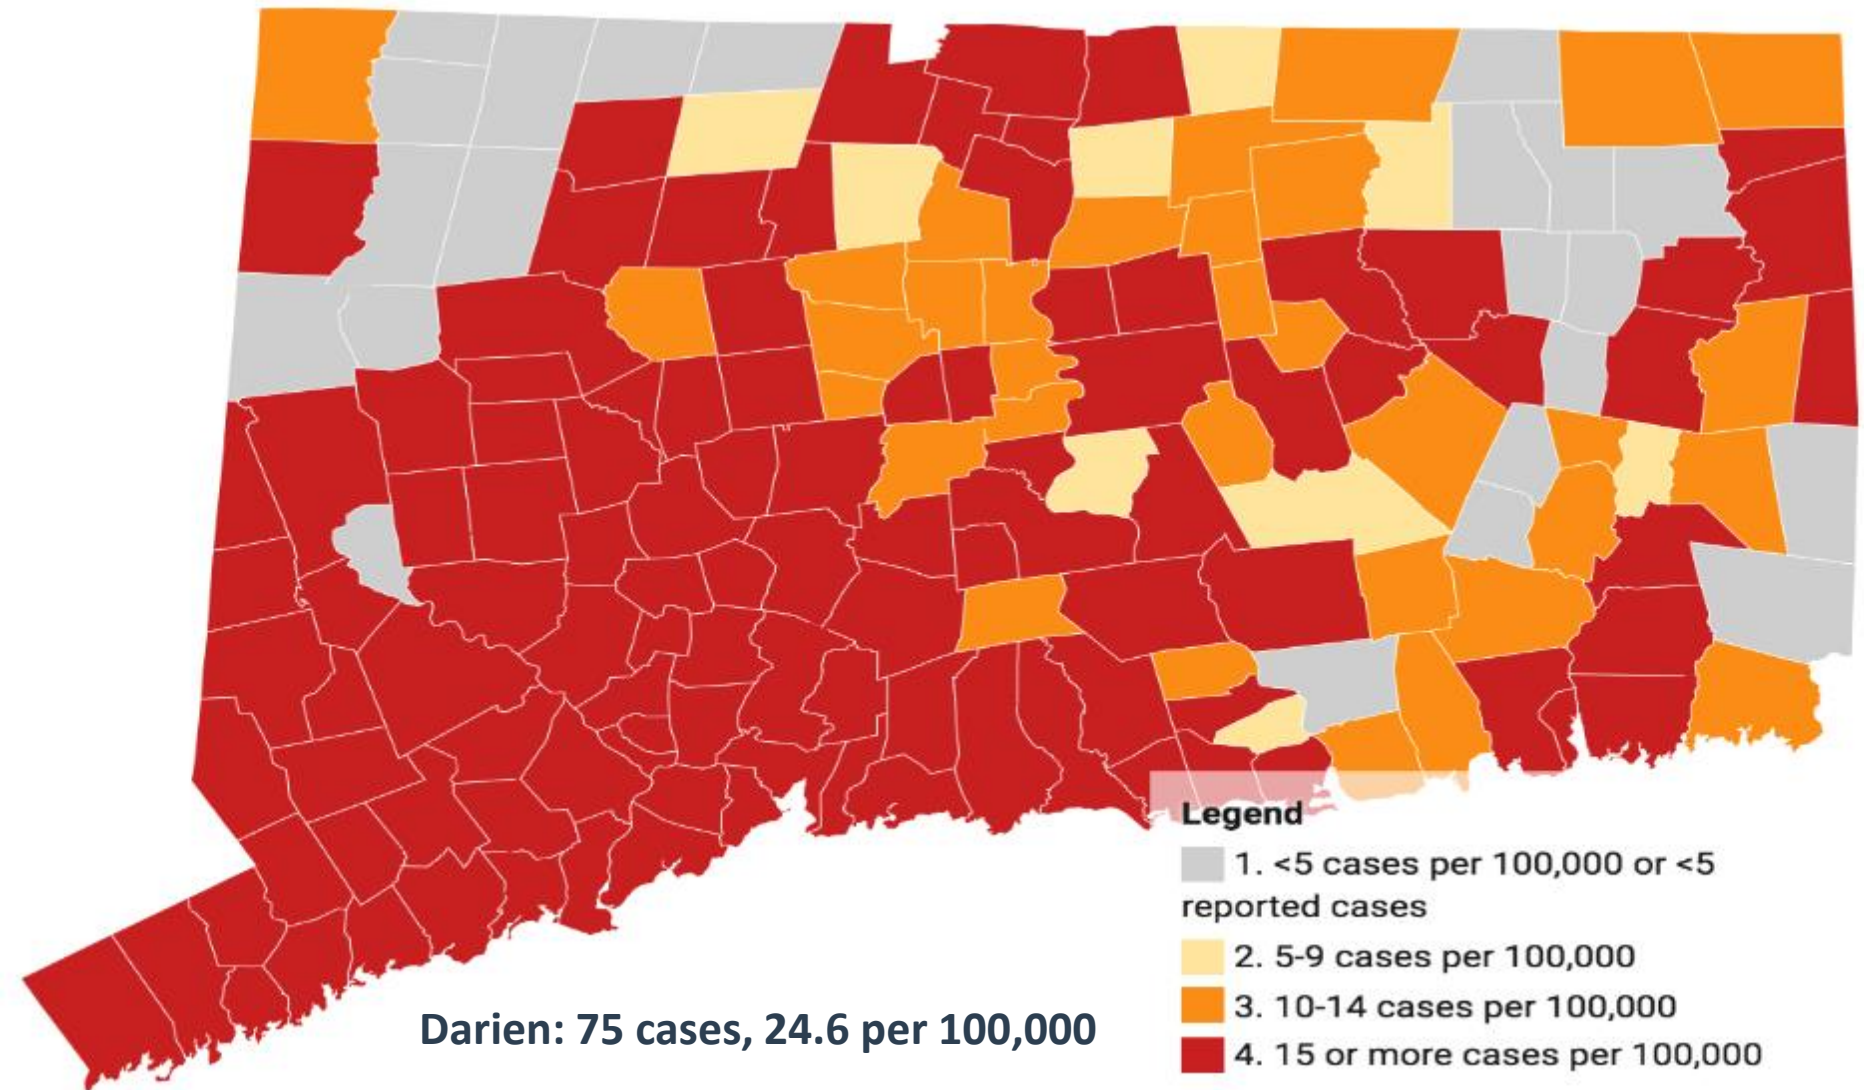 Legend
1. <5 cases per 100,000 or <5
reported cases
2. 5-9 cases per 100,000
3. 10-14 cases per 100,000
4. 15 or more cases per 100,000
Darien: 75 cases, 24.6 per 100,000